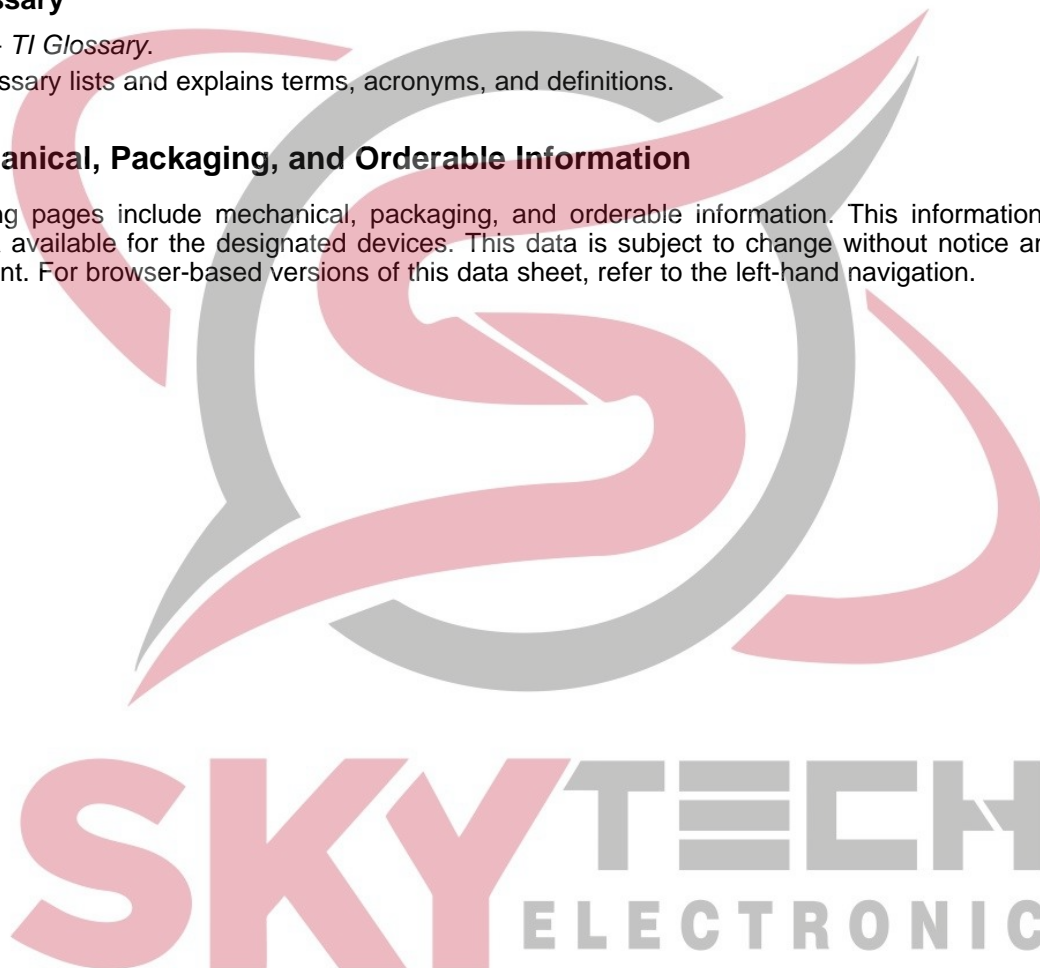 ssary
- TI Glossary.
ssary lists and explains terms, acronyms, and definitions.
anical, Packaging, and Orderable Information
ng pages include mechanical, packaging, and orderable information. This information
available for the designated devices. This data is subject to change without notice an
nt. For browser-based versions of this data sheet, refer to the left-hand navigation.
SKYTECH
ELECTRONIC